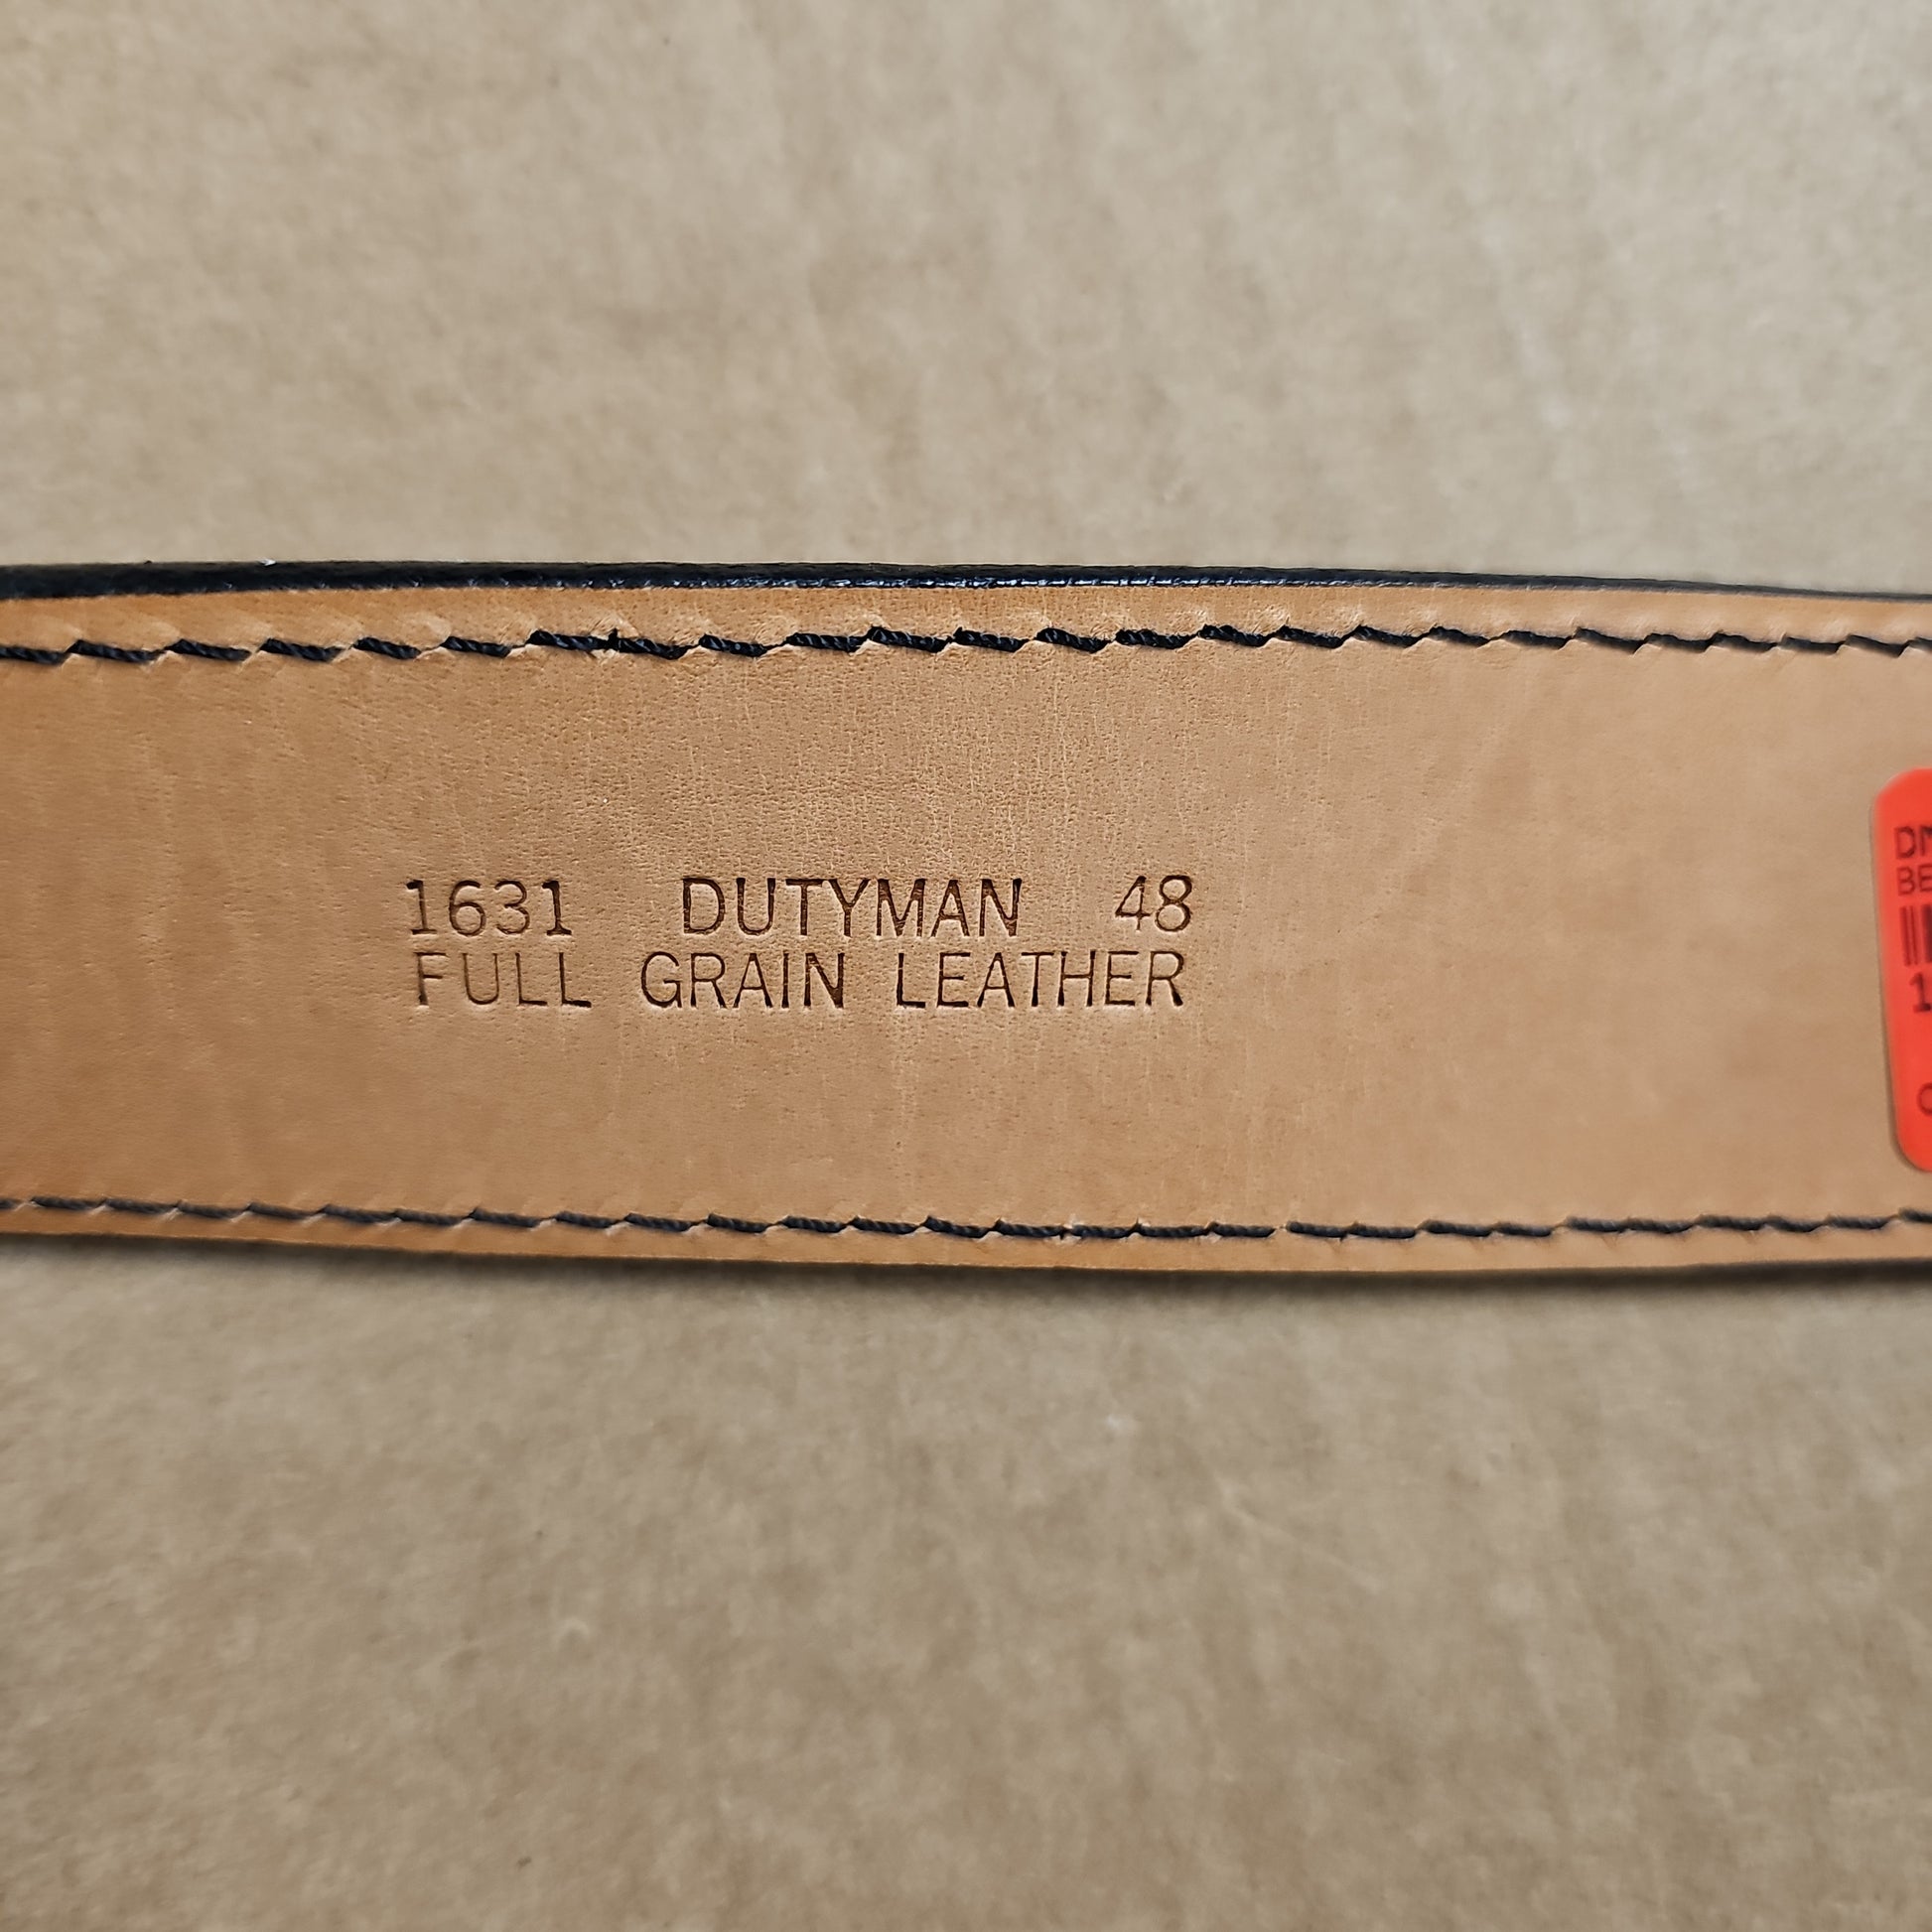 1631 DUTYMAN 48
FULL GRAIN LEATHER